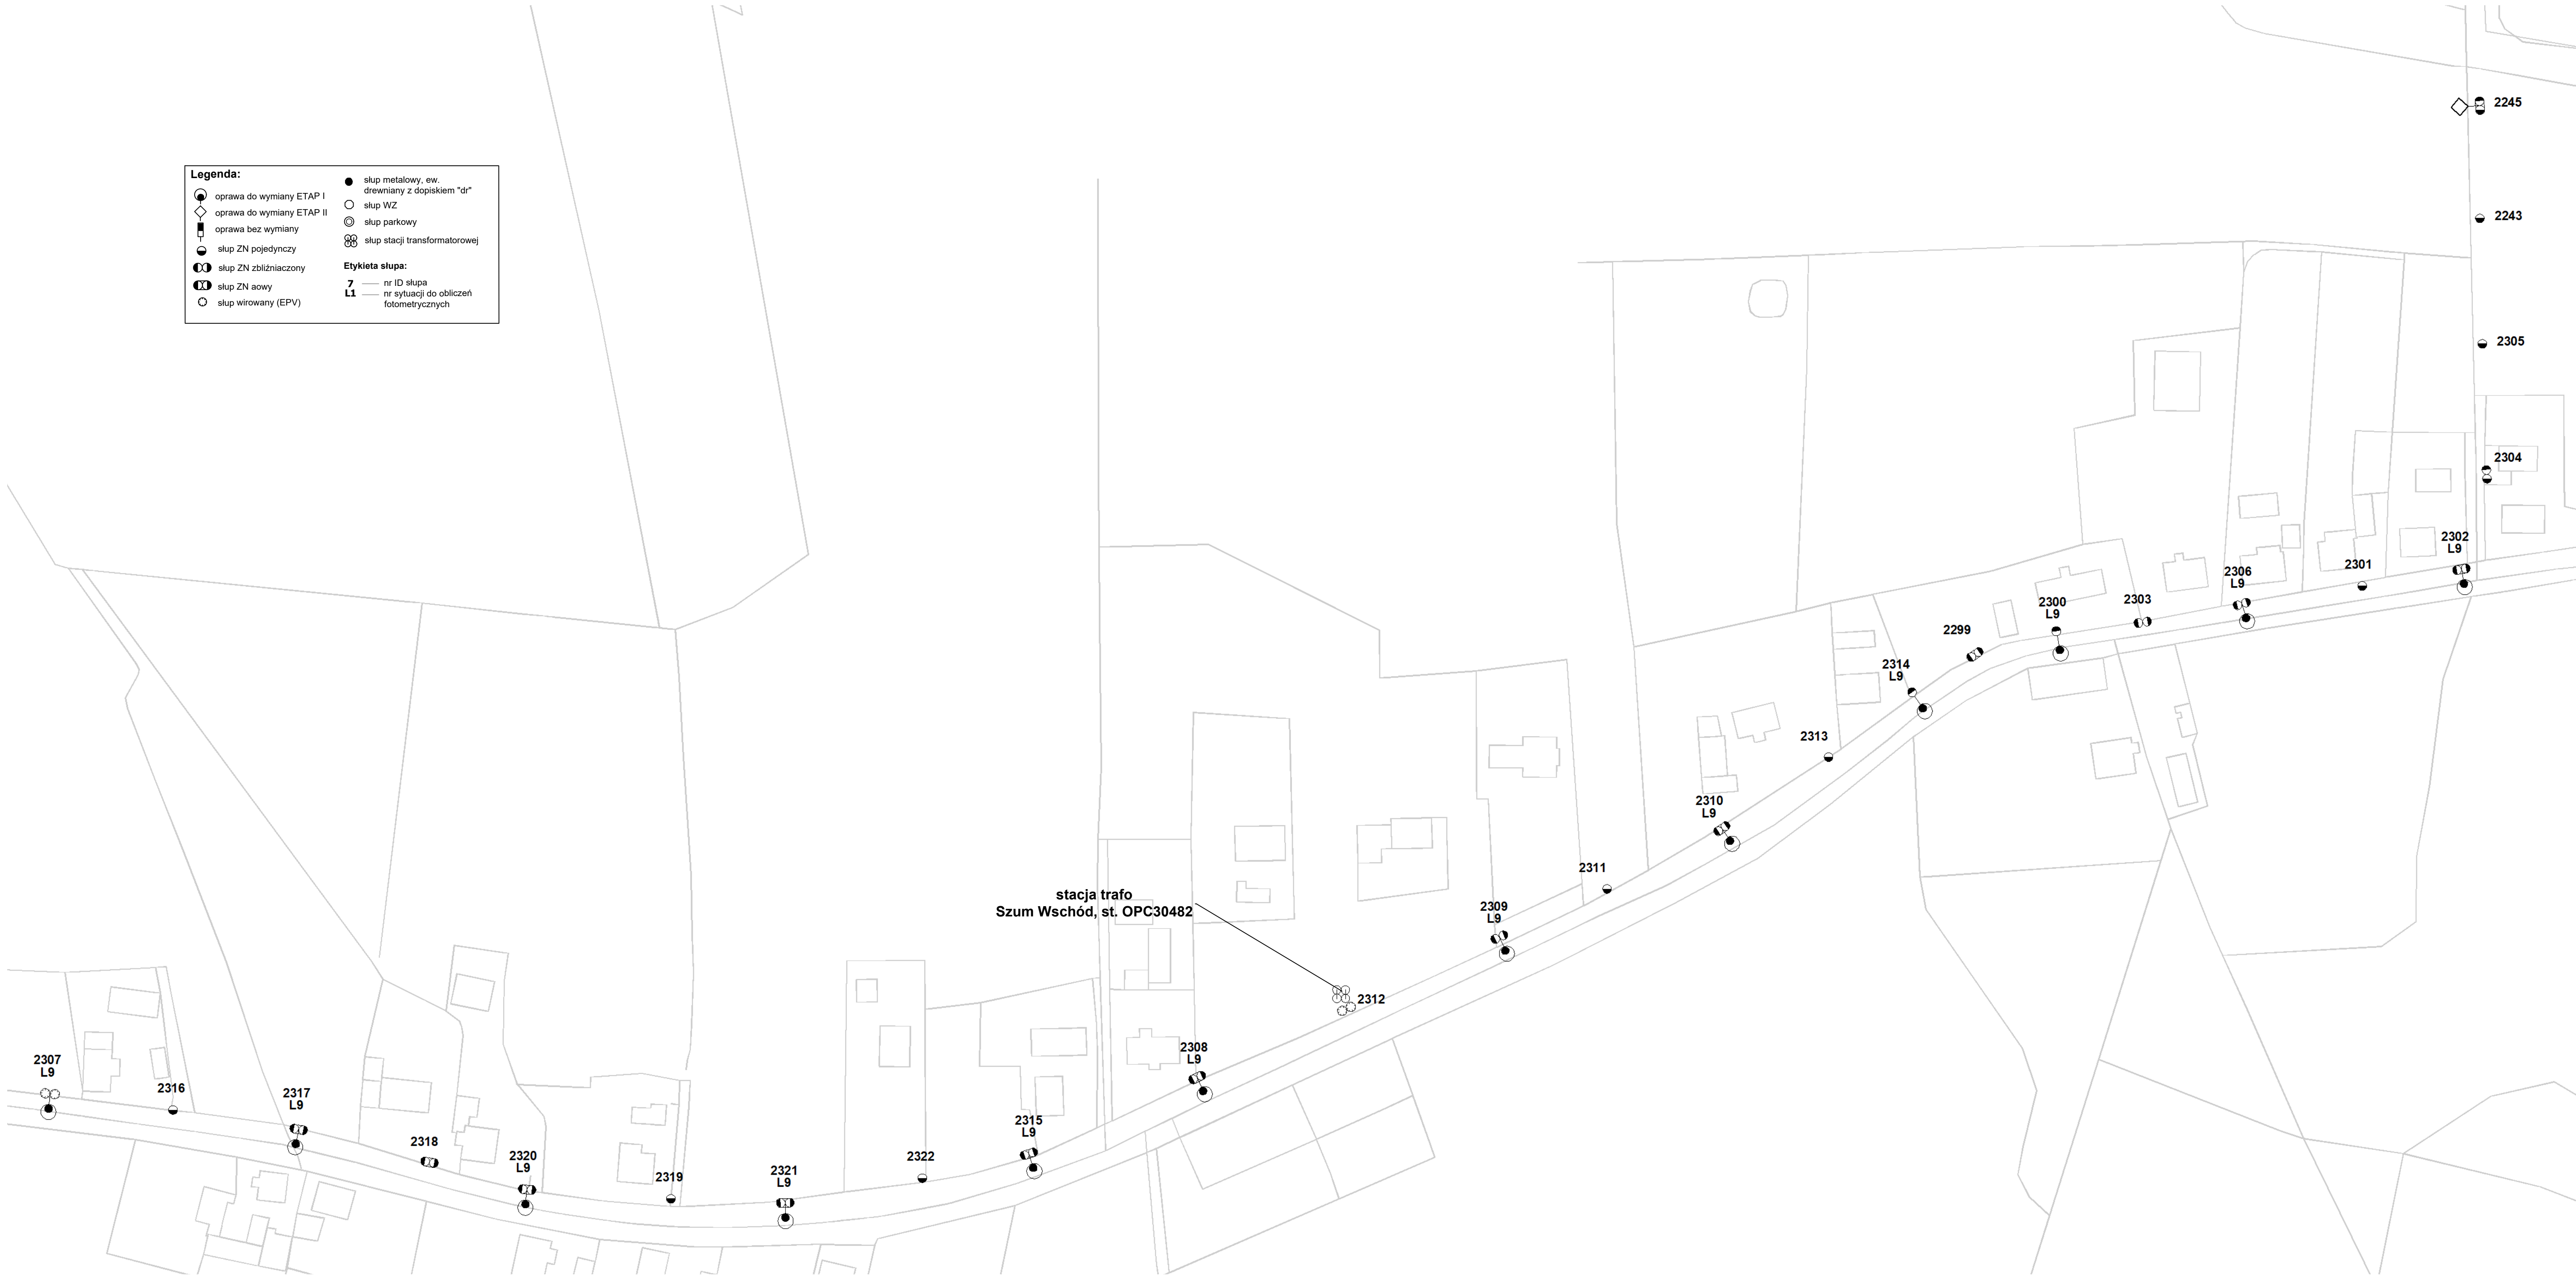 Legenda:
oprawa do wymiany ETAP I
oprawa do wymiany ETAP II
oprawa bez wymiany
słup ZN pojedynczy
słup ZN zbliźniaczony
słup ZN aowy
słup wirowany (EPV)
słup metalowy, ew.
drewniany z dopiskiem "dr"
słup WZ
słup parkowy
słup stacji transformatorowej
Etykieta słupa:
7 nr ID słupa
L1 nr sytuacji do obliczeń
fotometrycznych
2245
2243
2305
2304
2302
L9
2301
2306
L9
2303
2300
L9
2299
2314
L9
2313
2310
L9
2311
2309
L9
stacja trafo
Szum Wschód, st. OPC30482
2312
2308
L9
2315
L9
2322
2321
L9
2319
2320
L9
2318
2317
L9
2316
2307
L9